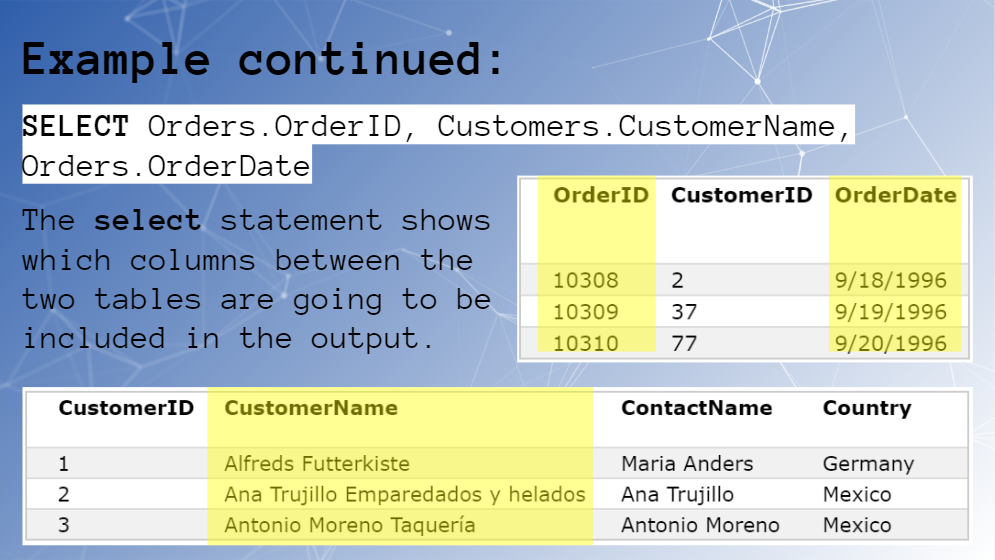 Example continued:
SELECT Orders.OrderID, Customers.CustomerName,
Orders.OrderDate
The select statement shows
which columns between the
two tables are going to be
included in the output.
OrderID CustomerID OrderDate
10308 2 9/18/1996
10309 37 9/19/1996
10310 77 9/20/1996
CustomerID CustomerName ContactName Country
1 Alfreds Futterkiste Maria Anders Germany
2 Ana Trujillo Emparedados y helados Ana Trujillo Mexico
3 Antonio Moreno Taquería Antonio Moreno Mexico